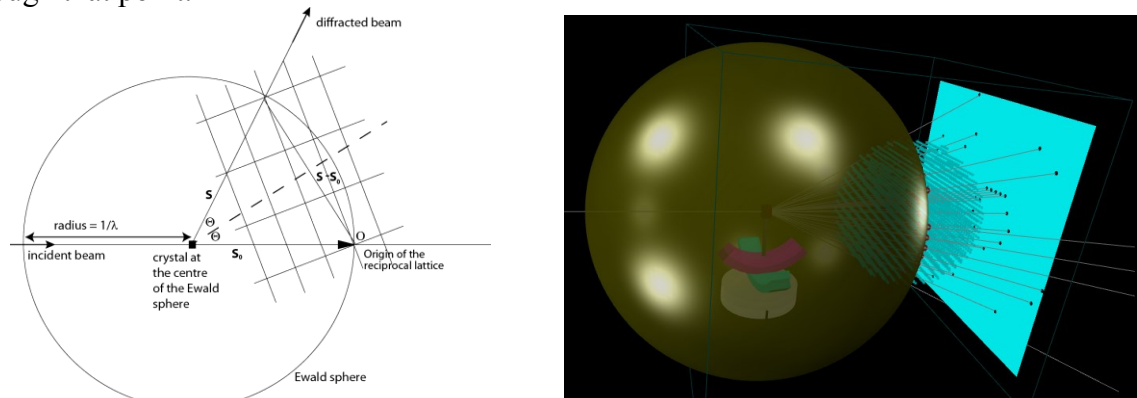 diffracted beam
S
S-S₀
radius = 1/λ
Θ
Θ
O
incident beam
S₀
crystal at
the centre
of the Ewald
sphere
Origin of the
reciprocal lattice
Ewald sphere